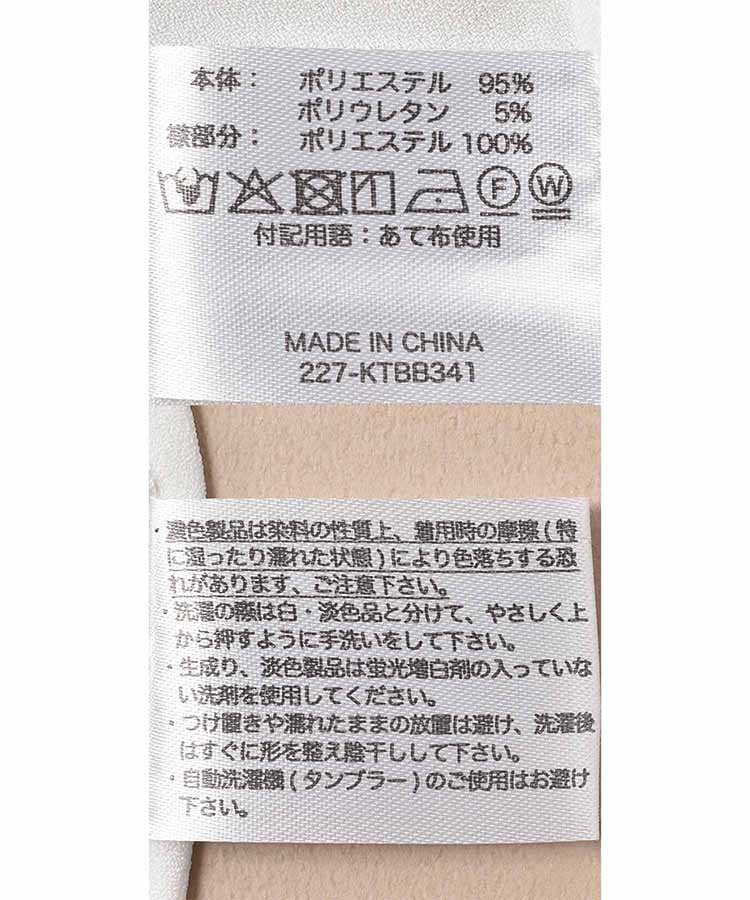 本体： ポリエステル 95%
ポリウレタン 5%
襟部分： ポリエステル 100%
F W
付記用語：あて布使用
MADE IN CHINA
227-KTBB341
・濃色製品は染料の性質上、着用時の摩擦(特
に湿ったり濡れた状態)により色落ちする恐
れがあります、ご注意下さい。
・洗濯の際は白・淡色品と分けて、やさしく上
から押すように手洗いをして下さい。
・生成り、淡色製品は蛍光増白剤の入っていな
い洗剤を使用してください。
・つけ置きや濡れたままの放置は避け、洗濯後
はすぐに形を整え陰干しして下さい。
・自動洗濯機(タンブラー)のご使用はお避け
下さい。